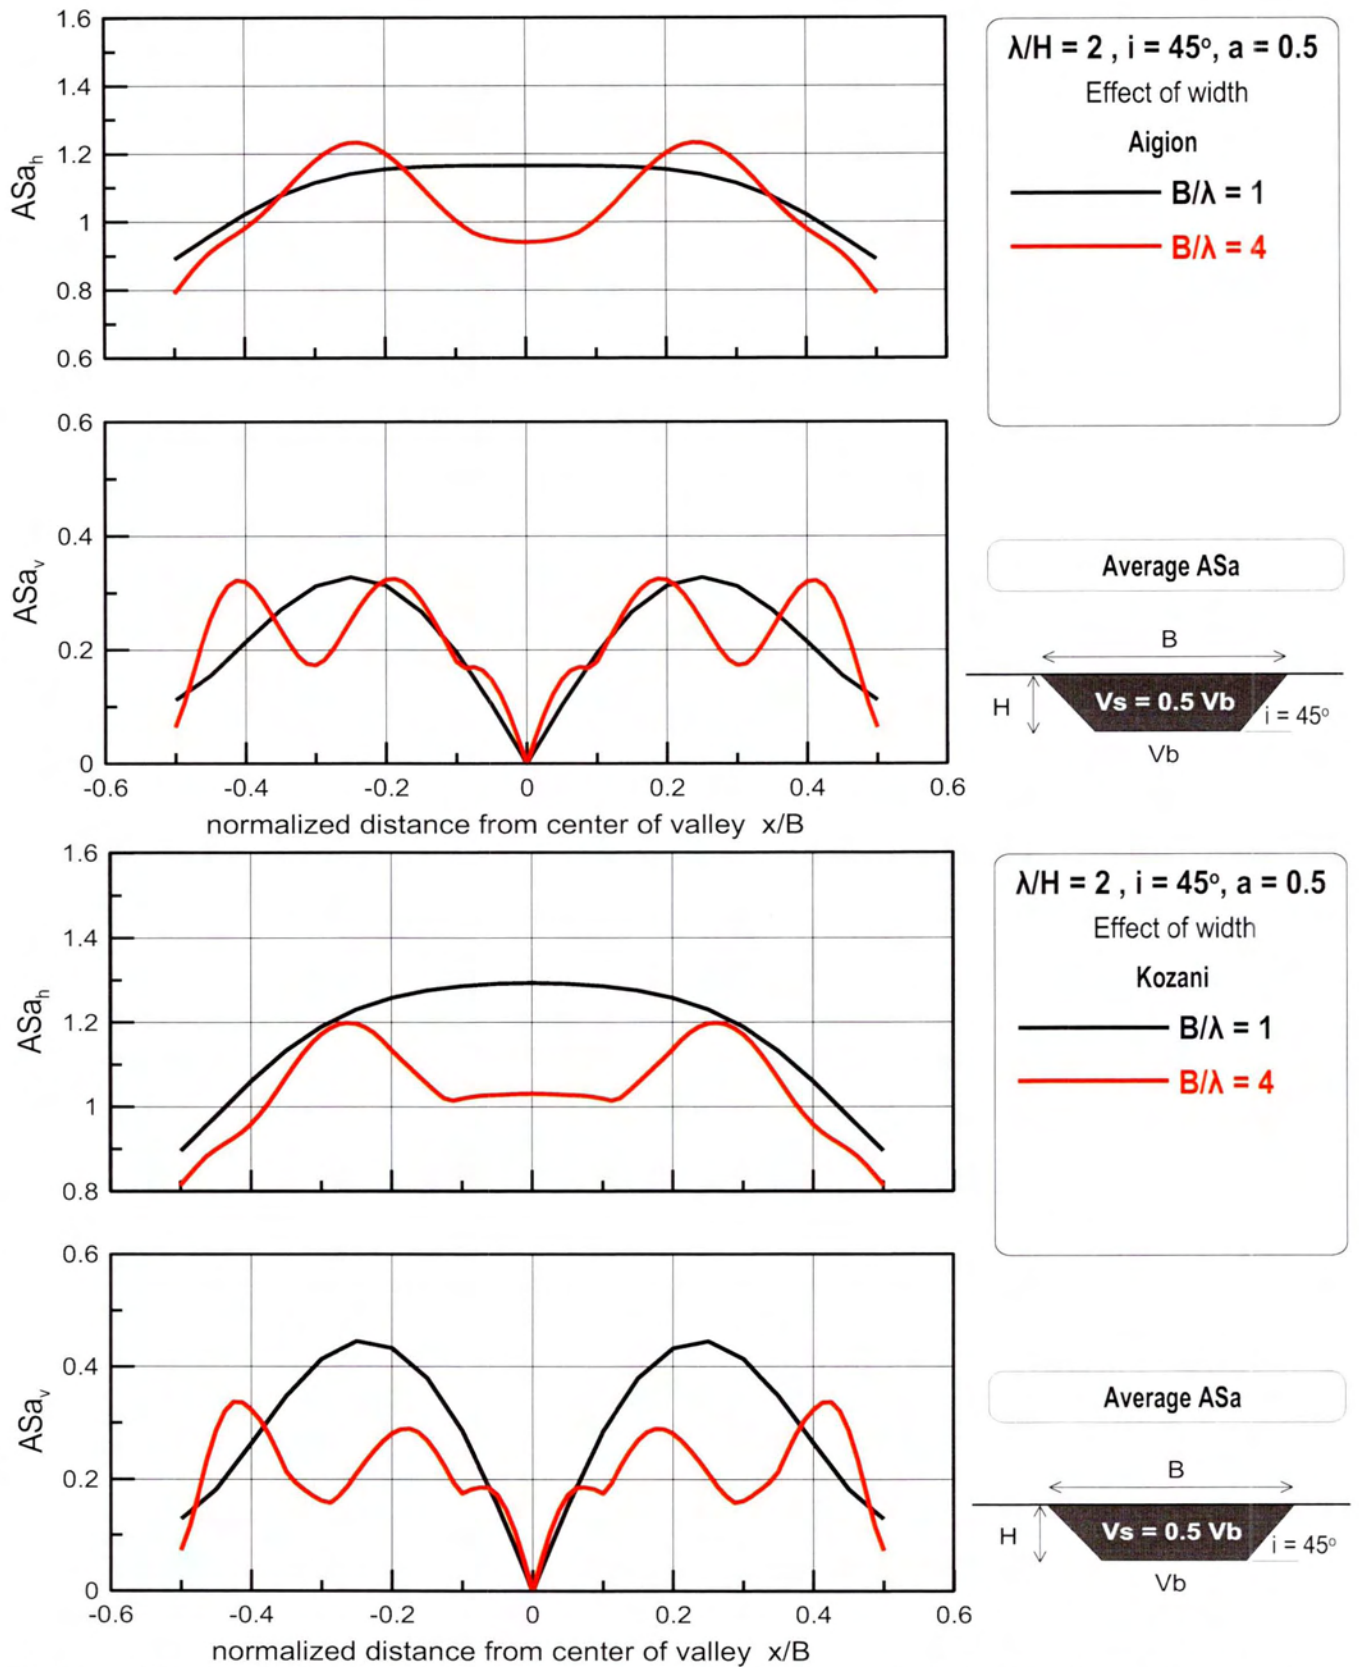 1.6
1.4
1.2
1
0.8
0.6
ASaₕ
λ/H = 2 , i = 45°, a = 0.5
Effect of width
Aigion
B/λ = 1
B/λ = 4
0.6
0.4
0.2
0
ASaᵥ
-0.6 -0.4 -0.2 0 0.2 0.4 0.6
normalized distance from center of valley x/B
Average ASa
B
H
Vs = 0.5 Vb
i = 45°
Vb
1.6
1.4
1.2
1
0.8
ASaₕ
λ/H = 2 , i = 45°, a = 0.5
Effect of width
Kozani
B/λ = 1
B/λ = 4
0.6
0.4
0.2
0
ASaᵥ
-0.6 -0.4 -0.2 0 0.2 0.4 0.6
normalized distance from center of valley x/B
Average ASa
B
H
Vs = 0.5 Vb
i = 45°
Vb